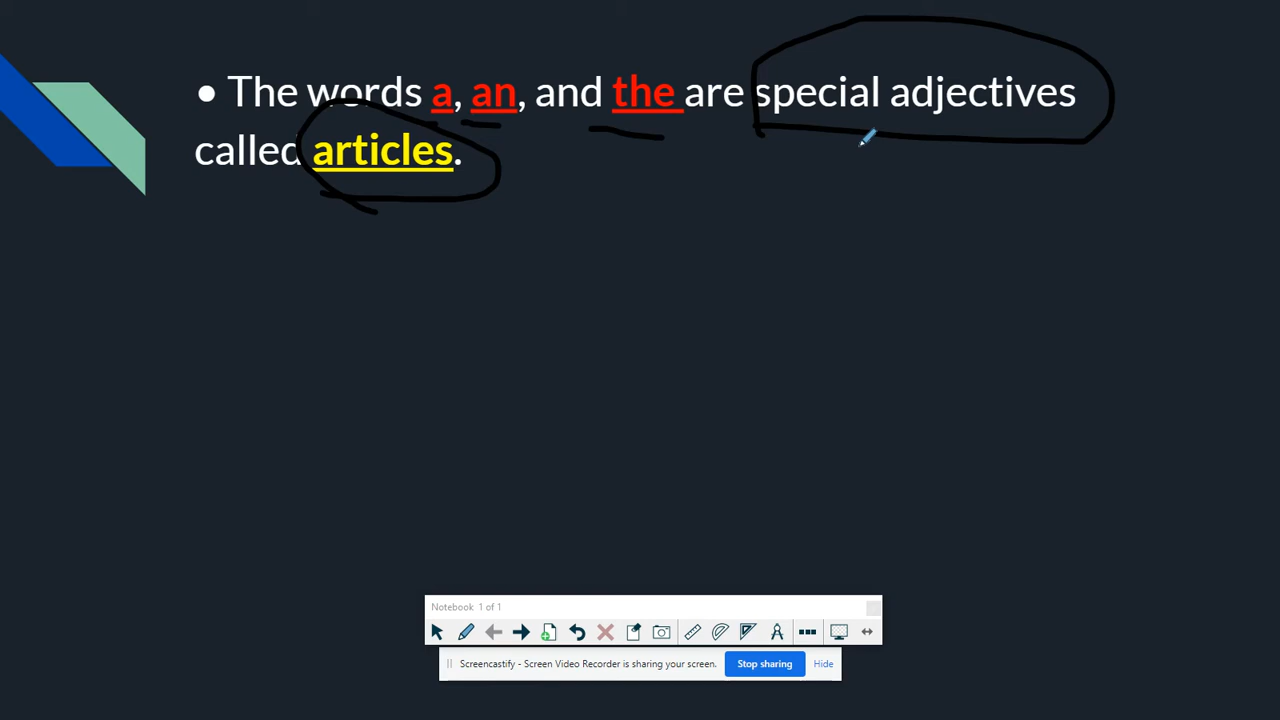 • The words a, an, and the are special adjectives
called articles.
Notebook 1 of 1
Screencastify - Screen Video Recorder is sharing your screen. Stop sharing Hide